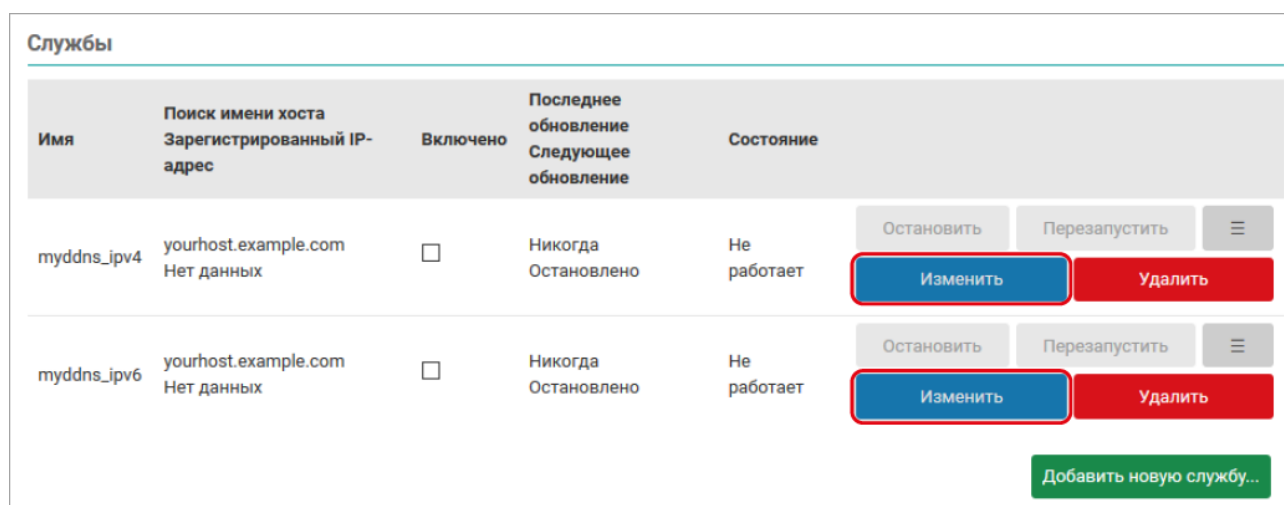 Службы
Имя
Поиск имени хоста
Зарегистрированный IP-
адрес
Включено
Последнее
обновление
Следующее
обновление
Состояние
myddns_ipv4
yourhost.example.com
Нет данных
Никогда
Остановлено
Не
работает
Остановить
Перезапустить
Изменить
Удалить
myddns_ipv6
yourhost.example.com
Нет данных
Никогда
Остановлено
Не
работает
Остановить
Перезапустить
Изменить
Удалить
Добавить новую службу...